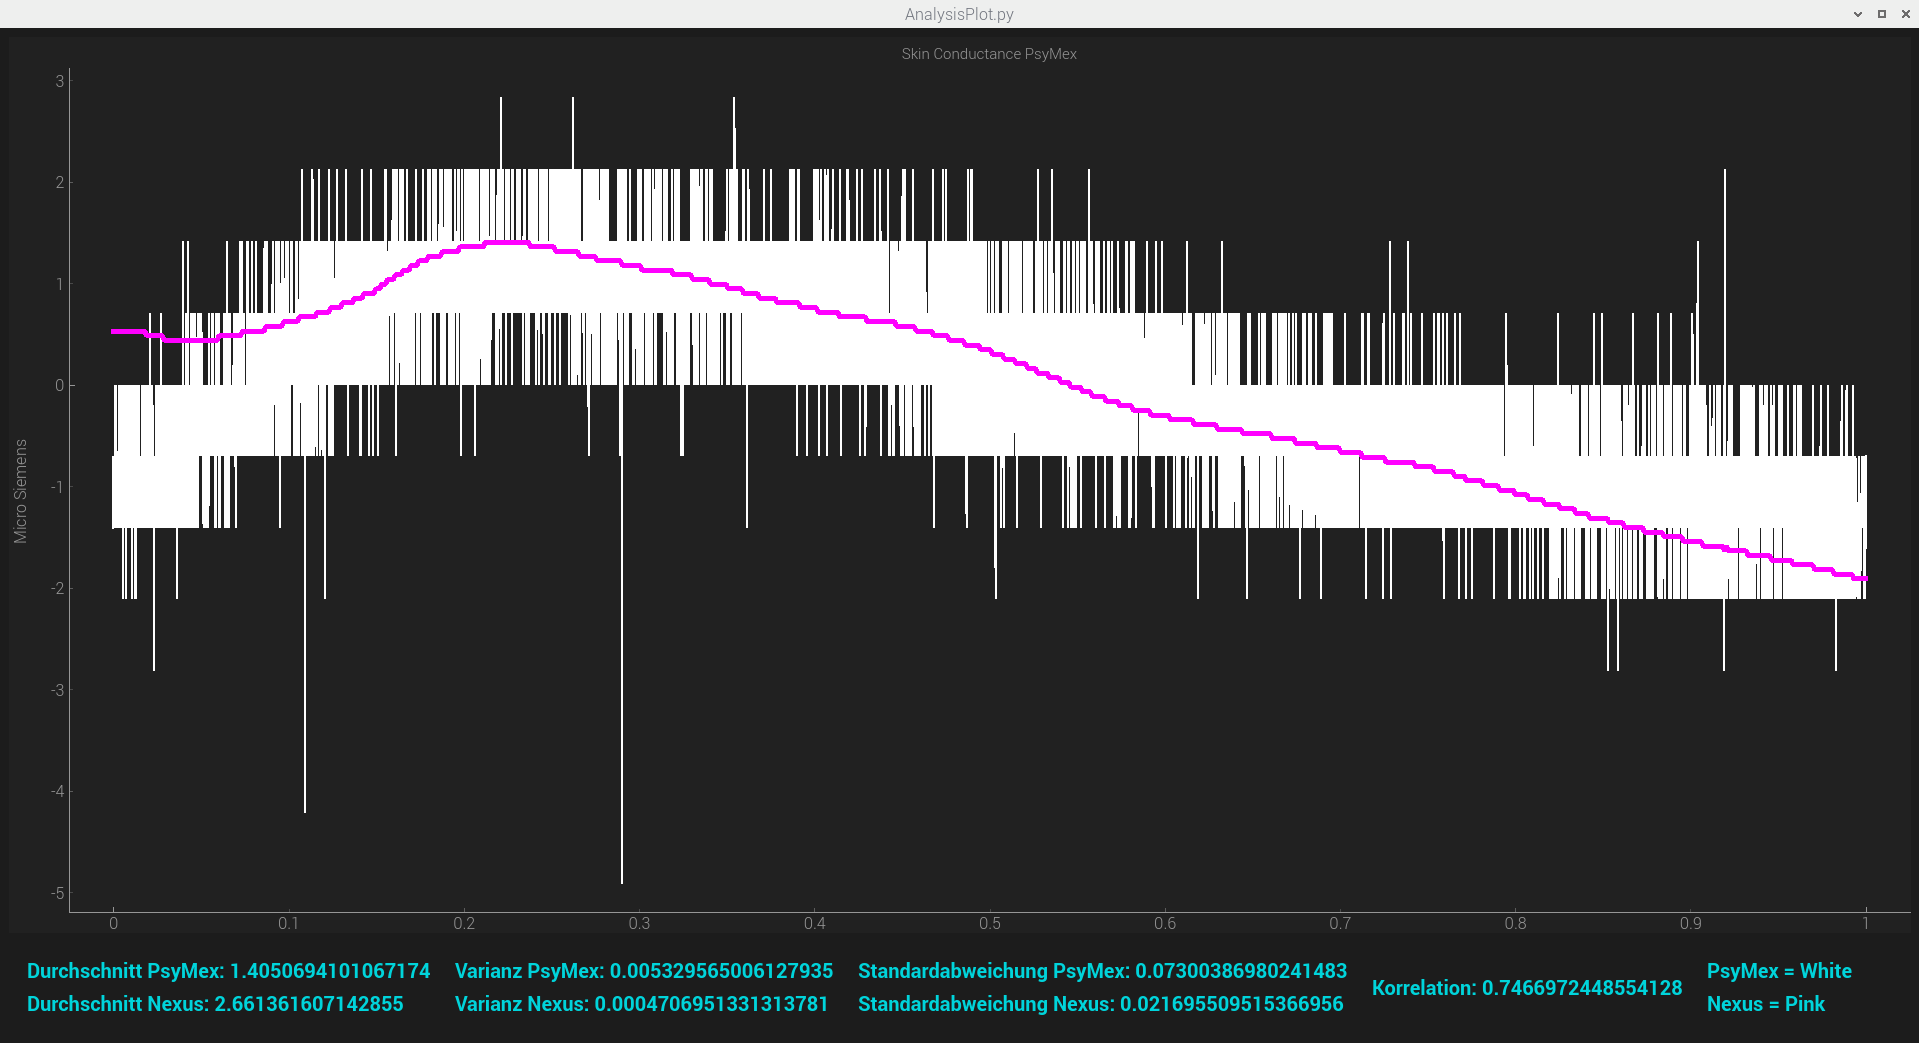 AnalysisPlot.py
Skin Conductance PsyMex
3
2
1
0
-1
-2
-3
-4
-5
Micro Siemens
0 0.1 0.2 0.3 0.4 0.5 0.6 0.7 0.8 0.9 1
Durchschnitt PsyMex: 1.4050694101067174 Varianz PsyMex: 0.005329565006127935 Standardabweichung PsyMex: 0.07300386980241483 PsyMex = White
Korrelation: 0.7466972448554128
Durchschnitt Nexus: 2.661361607142855 Varianz Nexus: 0.0004706951331313781 Standardabweichung Nexus: 0.021695509515366956 Nexus = Pink